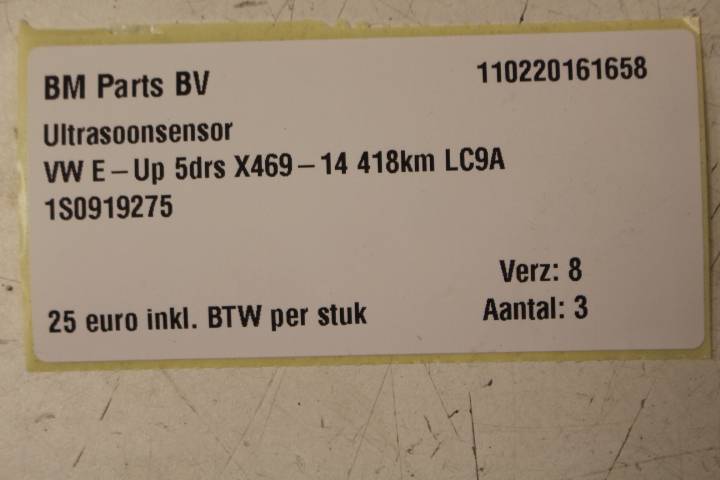 BM Parts BV 110220161658
Ultrasoonsensor
VW E-Up 5drs X469-14 418km LC9A
1S0919275
Verz: 8
25 euro inkl. BTW per stuk Aantal: 3